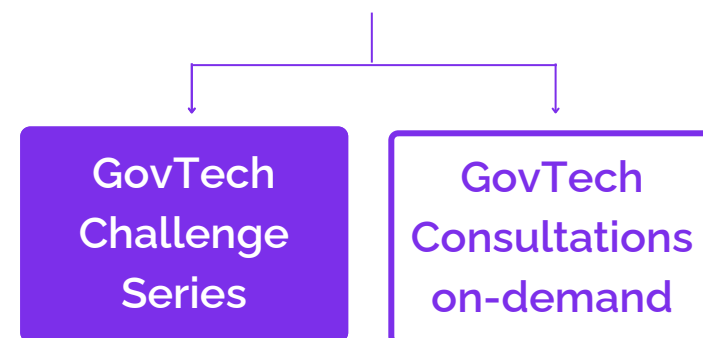 GovTech
Challenge
Series
GovTech
Consultations
on-demand